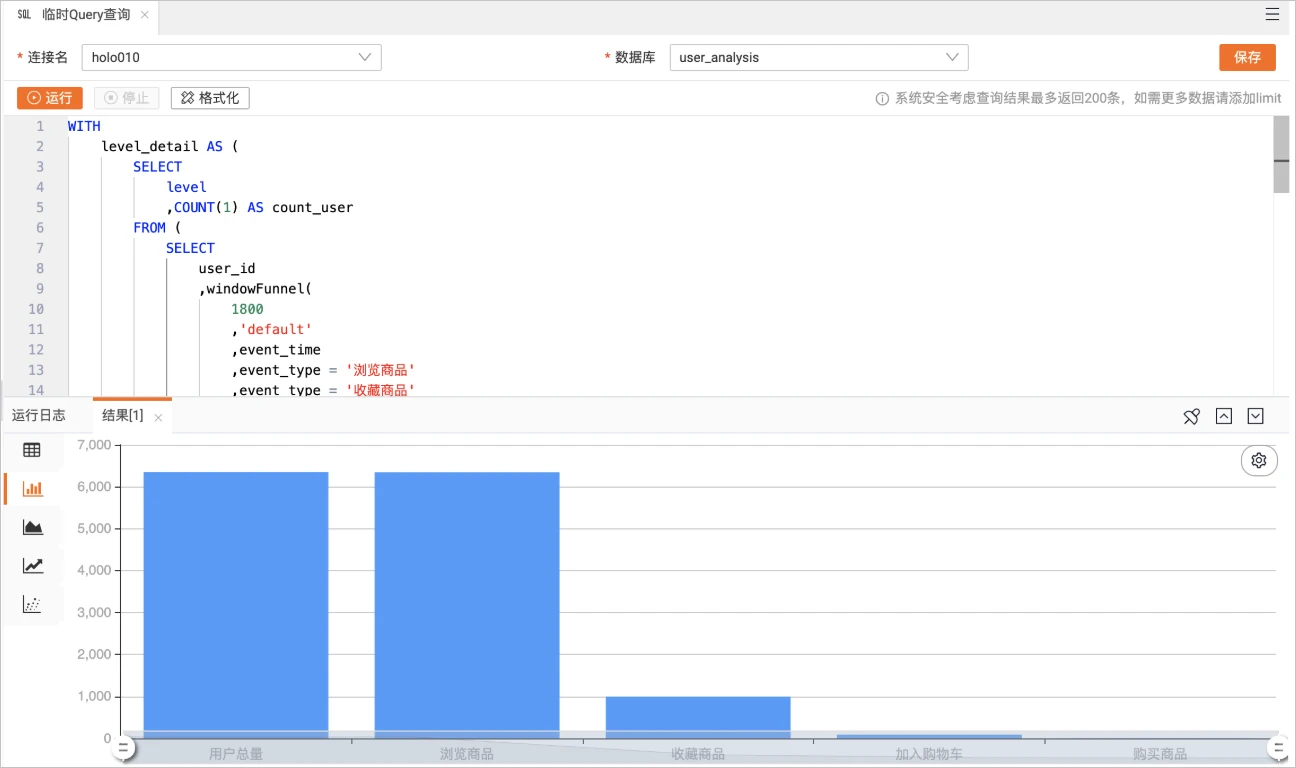 SQL 临时Query查询
* 连接名 holo010 * 数据库 user_analysis 保存
运行 停止 格式化 系统安全考虑查询结果最多返回200条，如需更多数据请添加limit
1 WITH
2 level_detail AS (
3 SELECT
4 level
5 ,COUNT(1) AS count_user
6 FROM (
7 SELECT
8 user_id
9 ,windowFunnel(
10 1800
11 ,'default'
12 ,event_time
13 ,event_type = '浏览商品'
14 ,event_type = '收藏商品'
运行日志 结果[1]
7,000
6,000
5,000
4,000
3,000
2,000
1,000
0
用户总量 浏览商品 收藏商品 加入购物车 购买商品